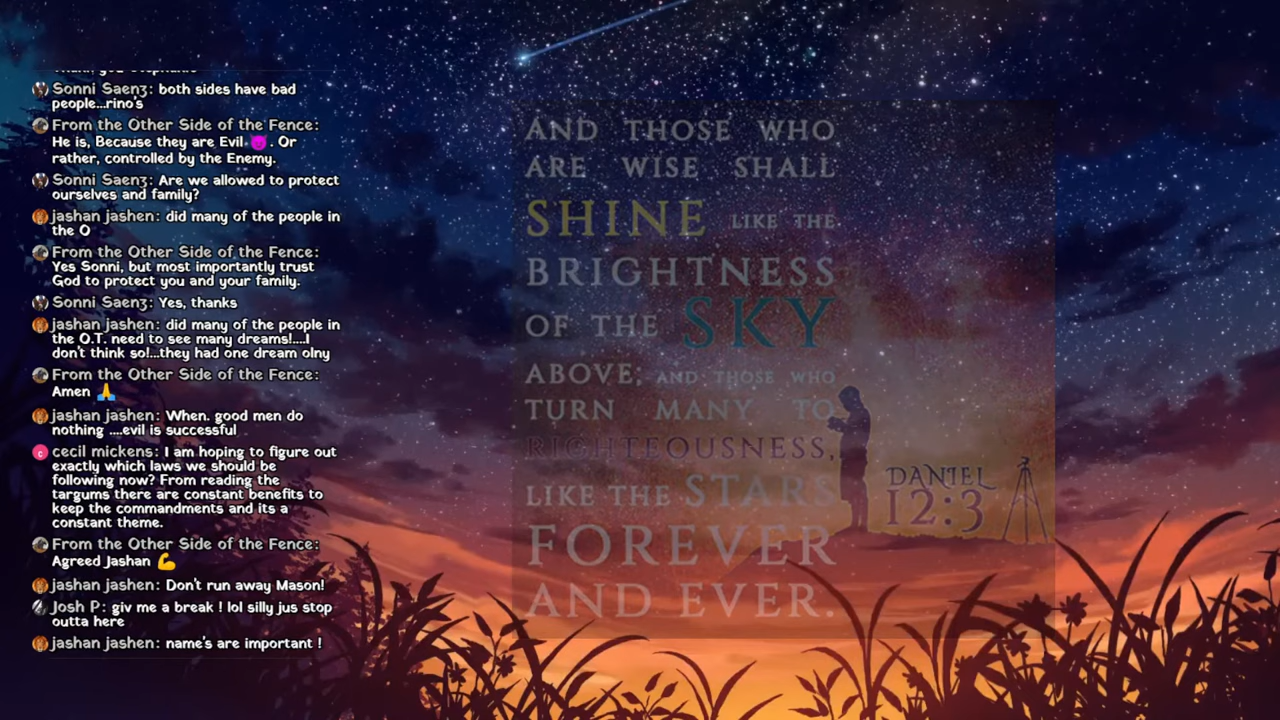 Sonni Saenz: both sides have bad
people...rino's
From the Other Side of the Fence:
He is, Because they are Evil 😈. Or
rather, controlled by the Enemy.
Sonni Saenz: Are we allowed to protect
ourselves and family?
jashan jashen: did many of the people in
the O
From the Other Side of the Fence:
Yes Sonni, but most importantly trust
God to protect you and your family.
Sonni Saenz: Yes, thanks
jashan jashen: did many of the people in
the O.T. need to see many dreams!....I
don't think so!...they had one dream olny
From the Other Side of the Fence:
Amen 🙏
jashan jashen: When. good men do
nothing ....evil is successful
c cecil mickens: I am hoping to figure out
exactly which laws we should be
following now? From reading the
targums there are constant benefits to
keep the commandments and its a
constant theme.
From the Other Side of the Fence:
Agreed Jashan 💪
jashan jashen: Don't run away Mason!
Josh P: giv me a break ! lol silly jus stop
outta here
jashan jashen: name's are important !
AND THOSE WHO
ARE WISE SHALL
SHINE LIKE THE
BRIGHTNESS
OF THE SKY
ABOVE; AND THOSE WHO
TURN MANY TO
RIGHTEOUSNESS,
LIKE THE STARS
FOREVER
AND EVER.
DANIEL
12:3